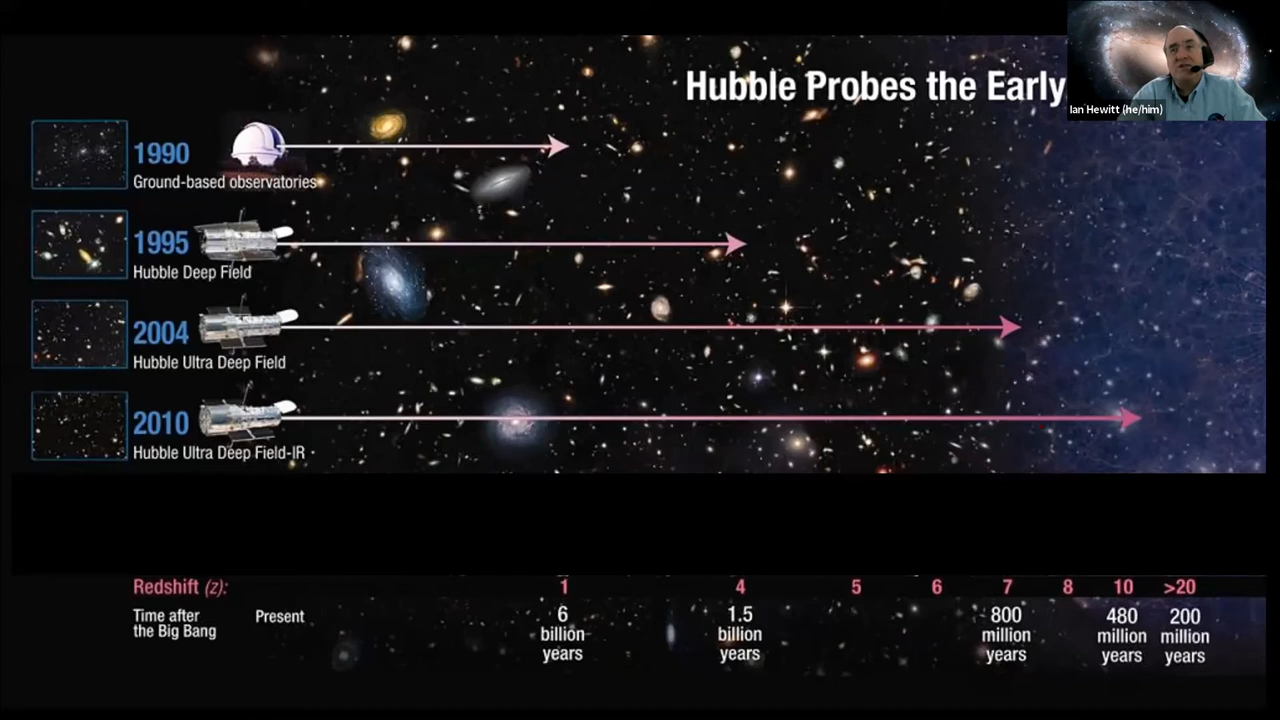 Hubble Probes the Early
Ian Hewitt (he/him)
1990
Ground-based observatories
1995
Hubble Deep Field
2004
Hubble Ultra Deep Field
2010
Hubble Ultra Deep Field-IR
Redshift (z): 1 4 5 6 7 8 10 >20
Time after
the Big Bang
Present
6
billion
years
1.5
billion
years
800
million
years
480
million
years
200
million
years